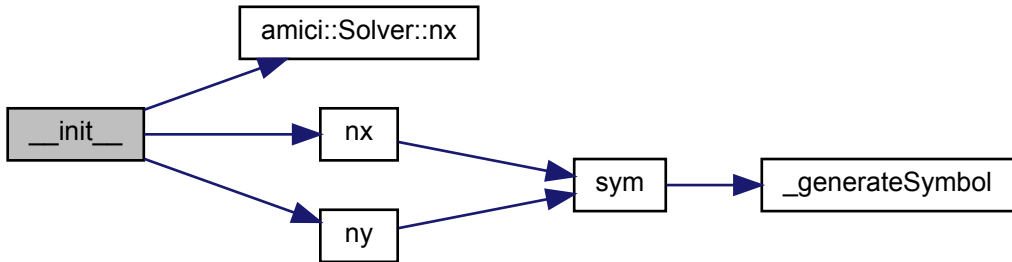 amici::Solver::nx
__init__
nx
ny
sym
_generateSymbol